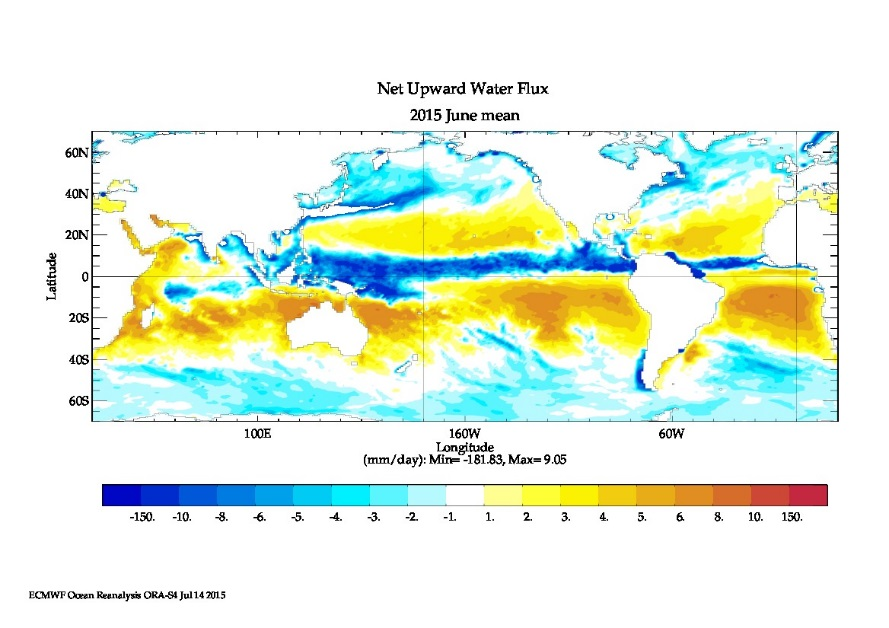 Net Upward Water Flux
2015 June mean
60N
40N
20N
0
20S
40S
60S
Latitude
100E 160W 60W
Longitude
(mm/day): Min= -181.83, Max= 9.05
-150. -10. -8. -6. -5. -4. -3. -2. -1. 1. 2. 3. 4. 5. 6. 8. 10. 150.
ECMWF Ocean Reanalysis ORA-S4 Jul 14 2015